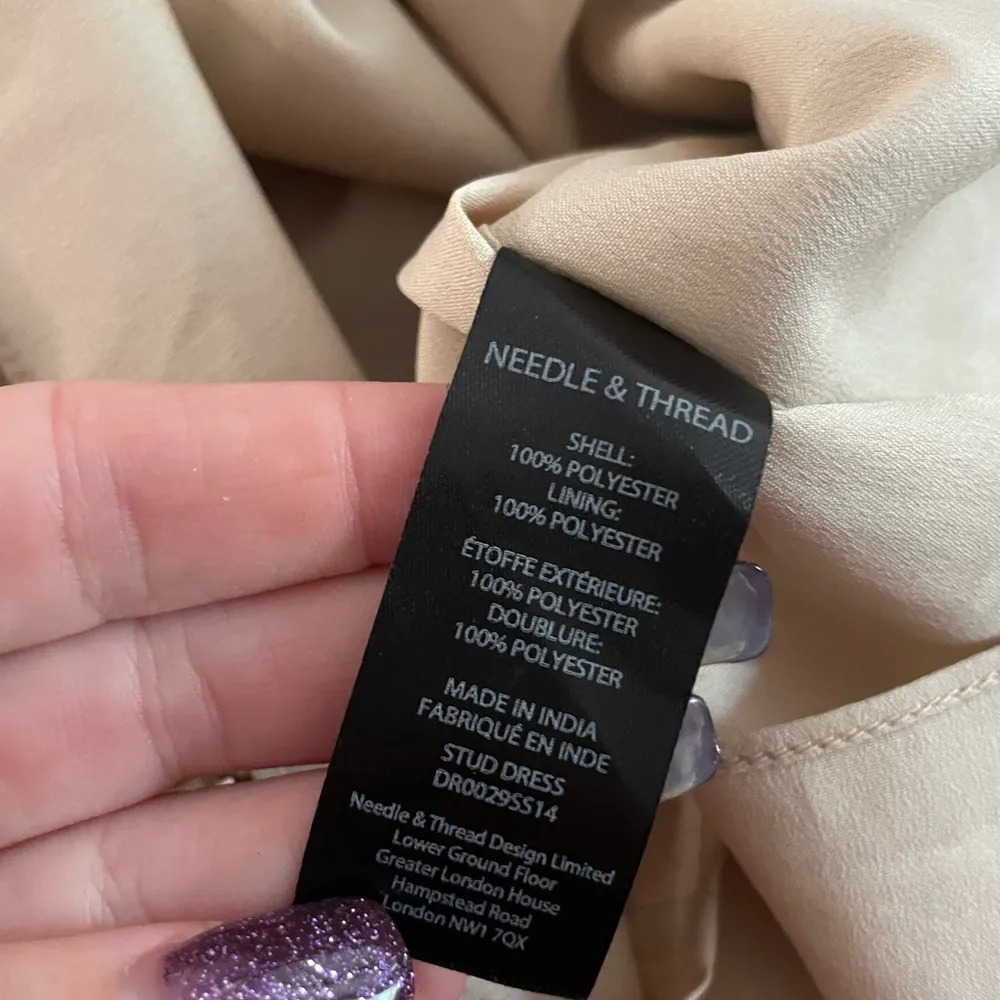 NEEDLE & THREAD
SHELL:
100% POLYESTER
LINING:
100% POLYESTER
ÉTOFFE EXTÉRIEURE:
100% POLYESTER
DOUBLURE:
100% POLYESTER
MADE IN INDIA
FABRIQUÉ EN INDE
STUD DRESS
DR0029SS14
Needle & Thread Design Limited
Lower Ground Floor
Greater London House
Hampstead Road
London NW1 7QX